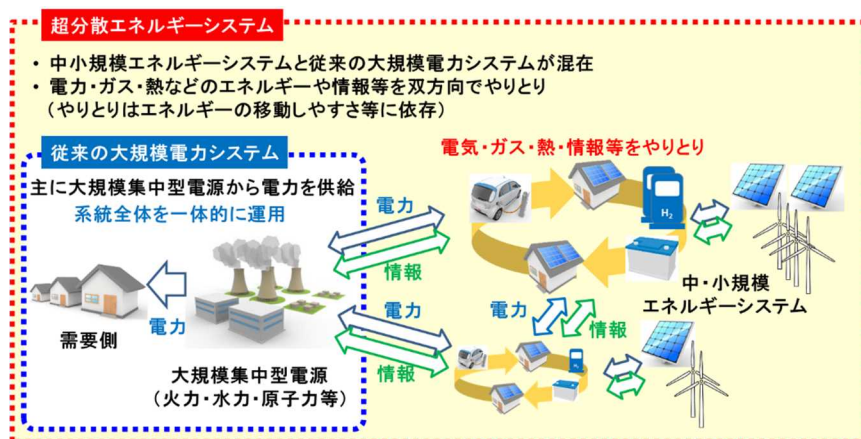 超分散エネルギーシステム
・ 中小規模エネルギーシステムと従来の大規模電力システムが混在
・ 電力・ガス・熱などのエネルギーや情報等を双方向でやりとり
（やりとりはエネルギーの移動しやすさ等に依存）
従来の大規模電力システム
主に大規模集中型電源から電力を供給
系統全体を一体的に運用
電力
需要側
大規模集中型電源
（火力・水力・原子力等）
電力
情報
電力
情報
電気・ガス・熱・情報等をやりとり
H2
中・小規模
エネルギーシステム
電力
情報